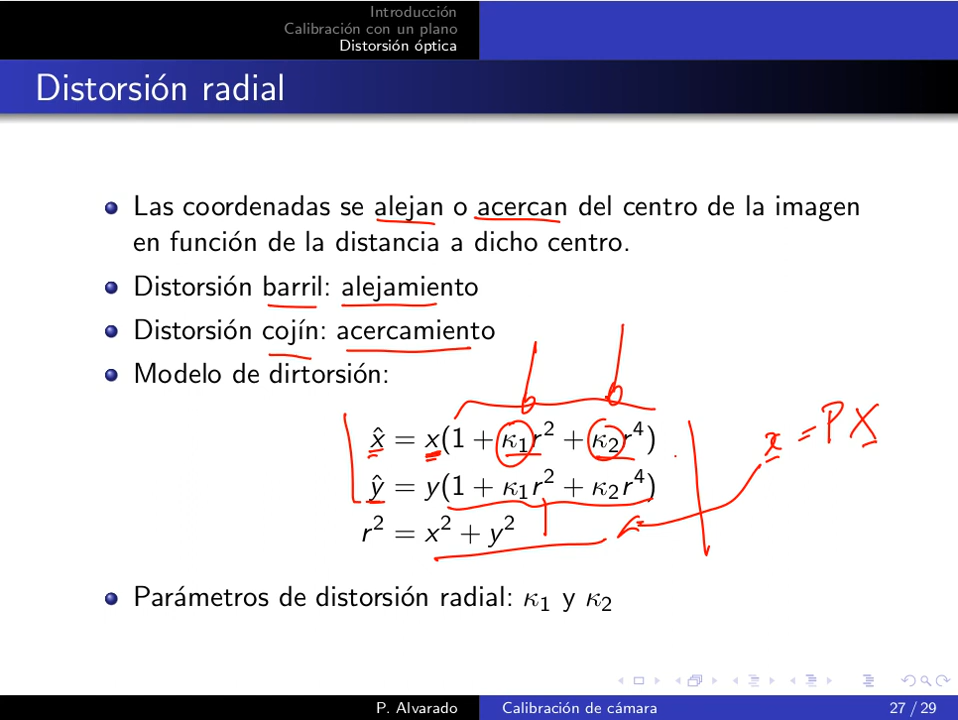 Introducción
Calibración con un plano
Distorsión óptica
Distorsión radial
Las coordenadas se alejan o acercan del centro de la imagen
en función de la distancia a dicho centro.
Distorsión barril: alejamiento
Distorsión cojín: acercamiento
Modelo de dirtorsión:
x̂ = x(1 + κ₁r² + κ₂r⁴)
x = PX
ŷ = y(1 + κ₁r² + κ₂r⁴)
r² = x² + y²
Parámetros de distorsión radial: κ₁ y κ₂
P. Alvarado Calibración de cámara 27 / 29